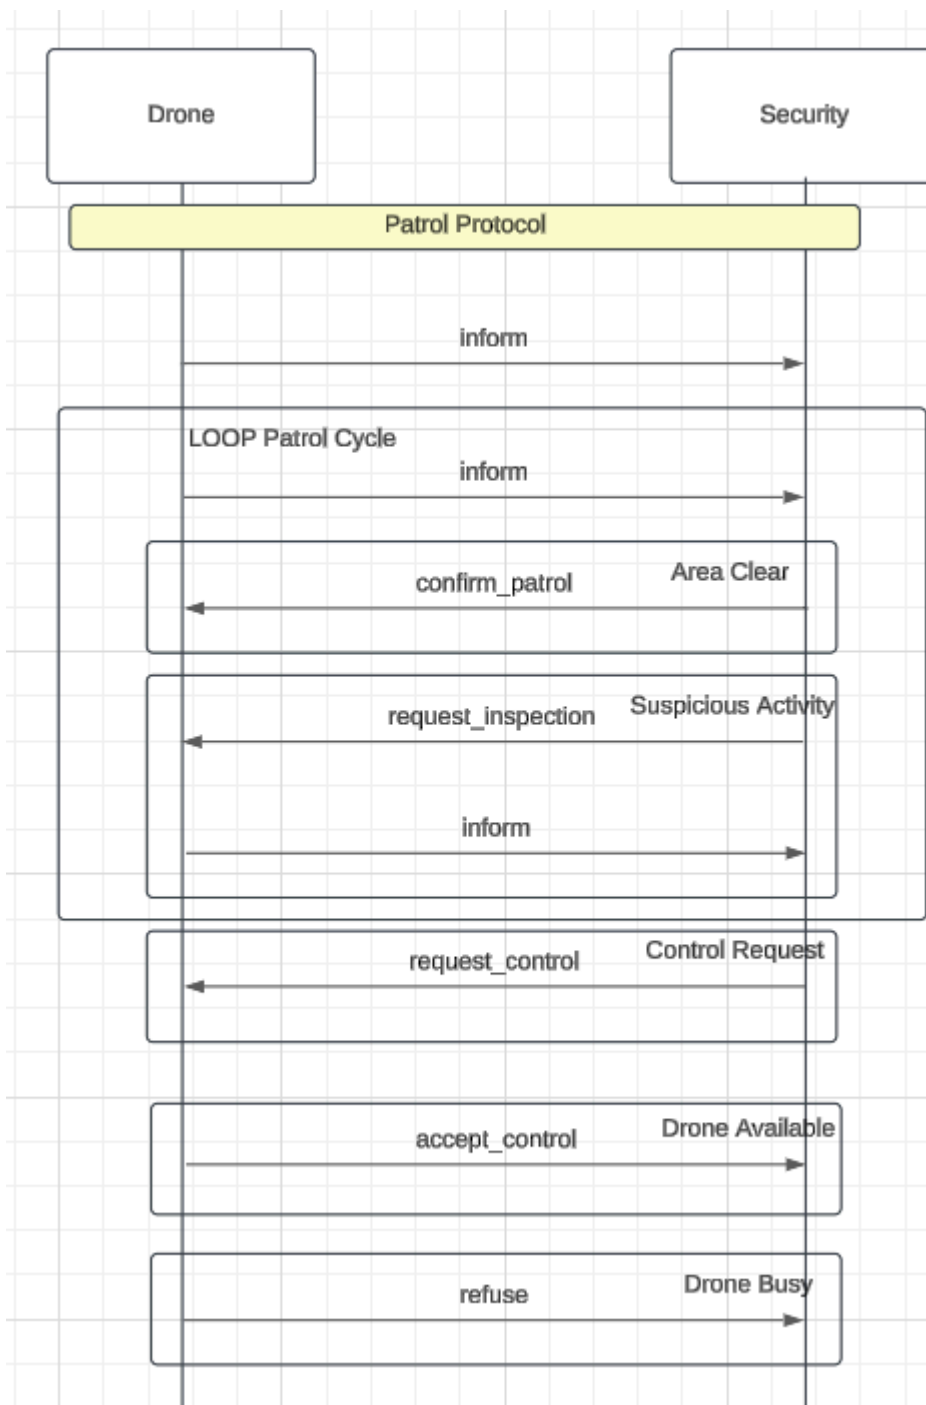 Drone
Security
Patrol Protocol
inform
LOOP Patrol Cycle
inform
Area Clear
confirm_patrol
Suspicious Activity
request_inspection
inform
Control Request
request_control
Drone Available
accept_control
Drone Busy
refuse